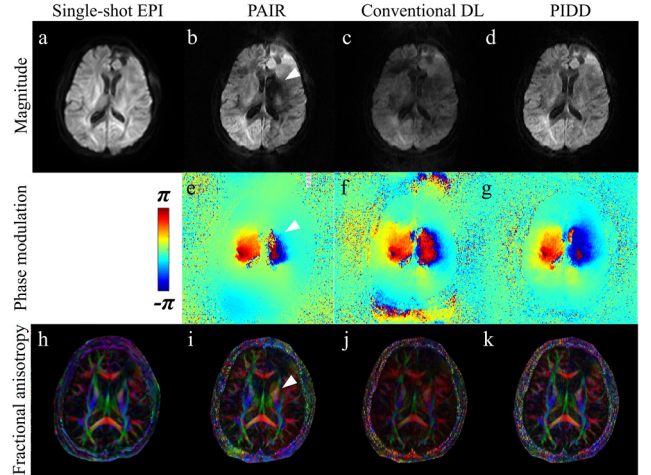 Single-shot EPI PAIR Conventional DL PIDD
Magnitude
a b c d
Phase modulation
π
-π
e f g
Fractional anisotropy
h i j k